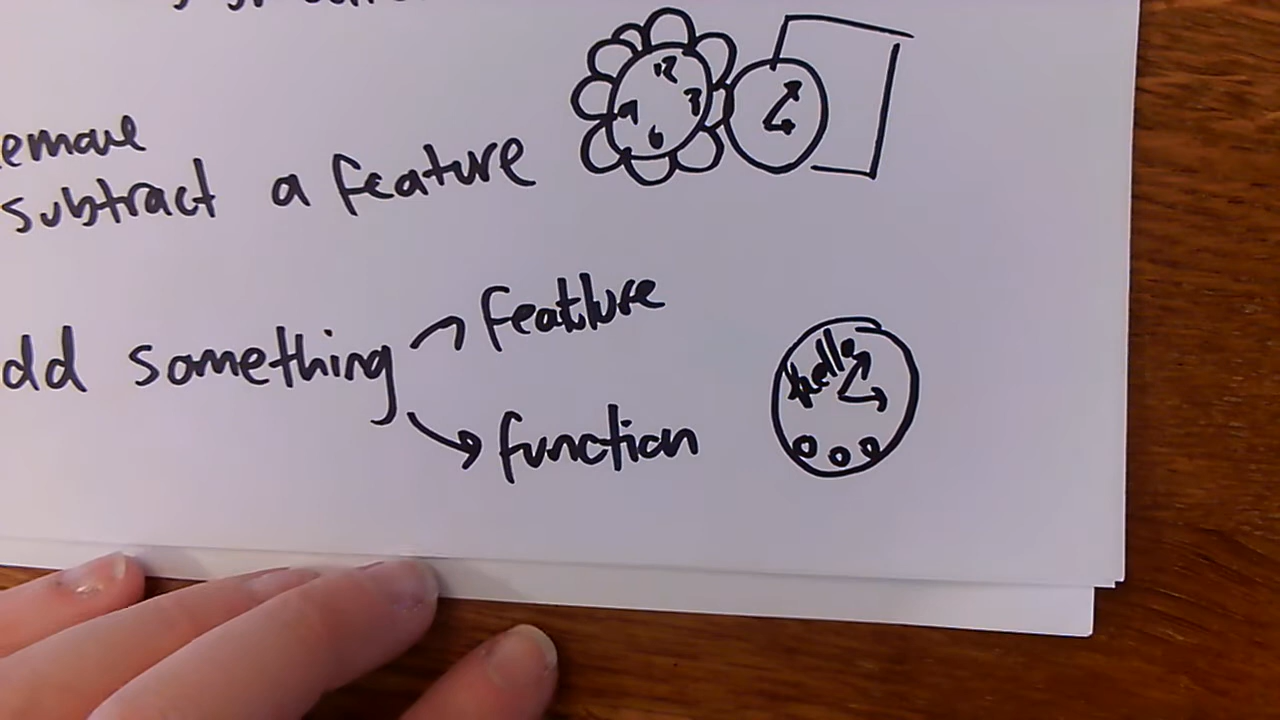 emove
subtract a feature
12
9 3
6
dd something
feature
function
hello